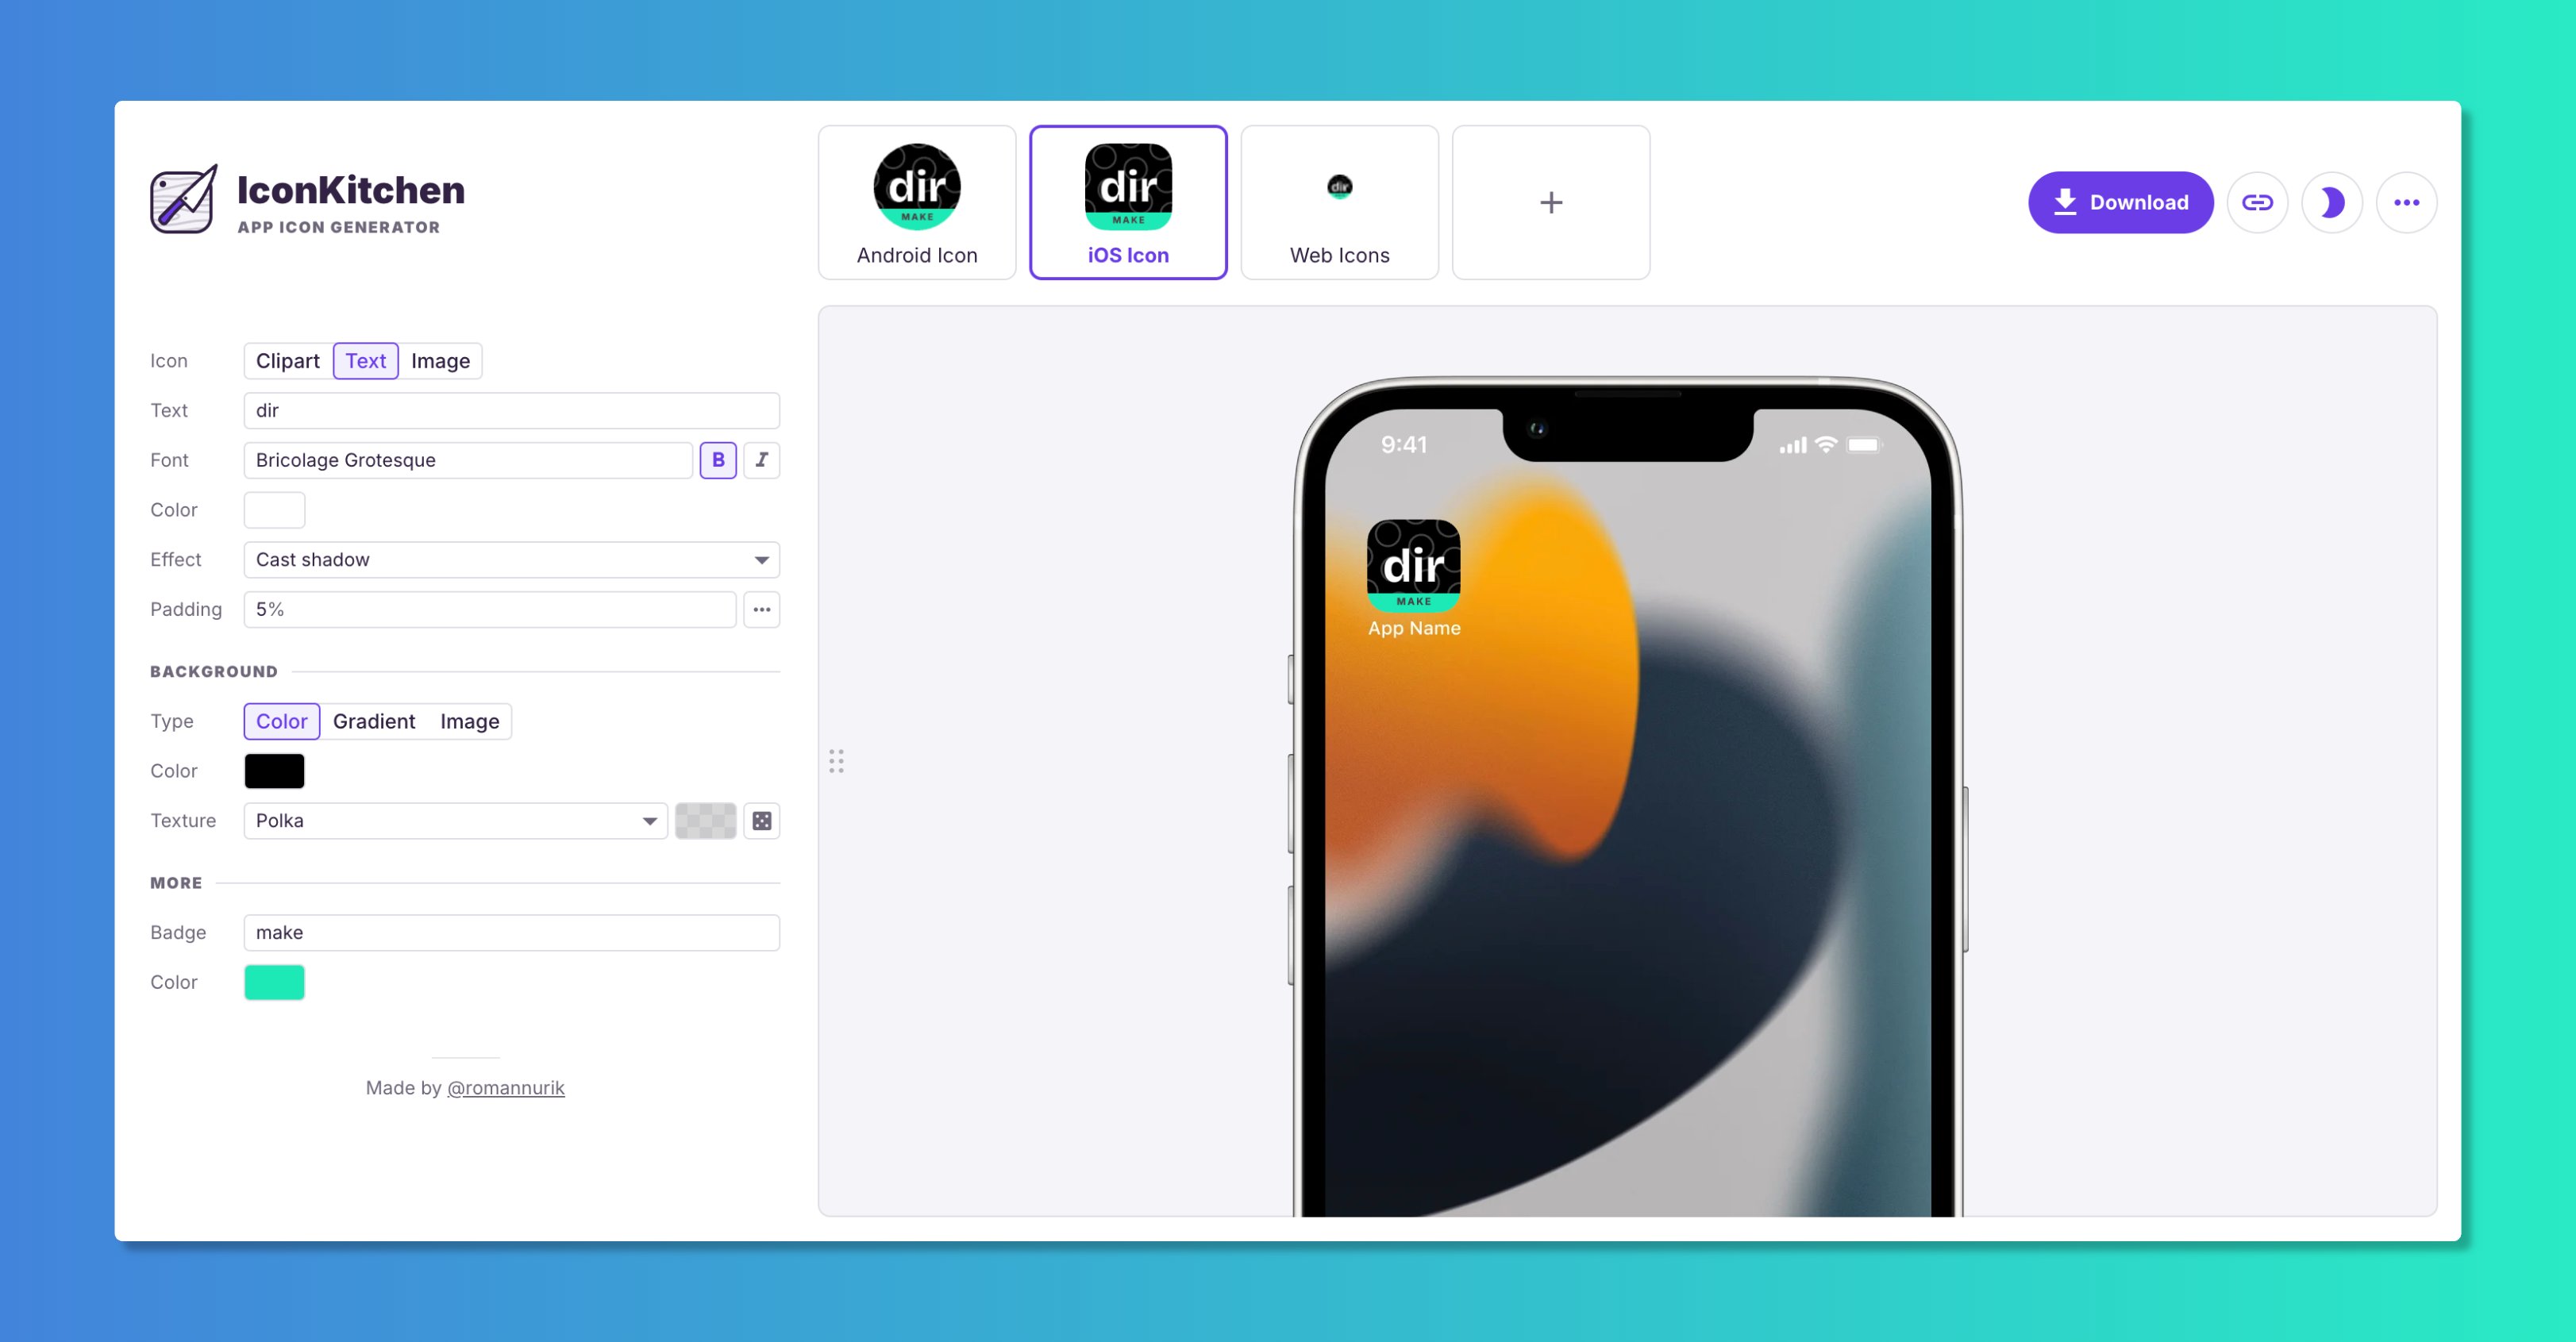 IconKitchen
APP ICON GENERATOR
dir
MAKE
Android Icon
dir
MAKE
iOS Icon
dir
Web Icons
+
Download
Icon
Clipart Text Image
Text
dir
Font
Bricolage Grotesque
B I
Color
Effect
Cast shadow
Padding
5%
BACKGROUND
Type
Color Gradient Image
Color
Texture
Polka
MORE
Badge
make
Color
Made by @romannurik
9:41
dir
MAKE
App Name